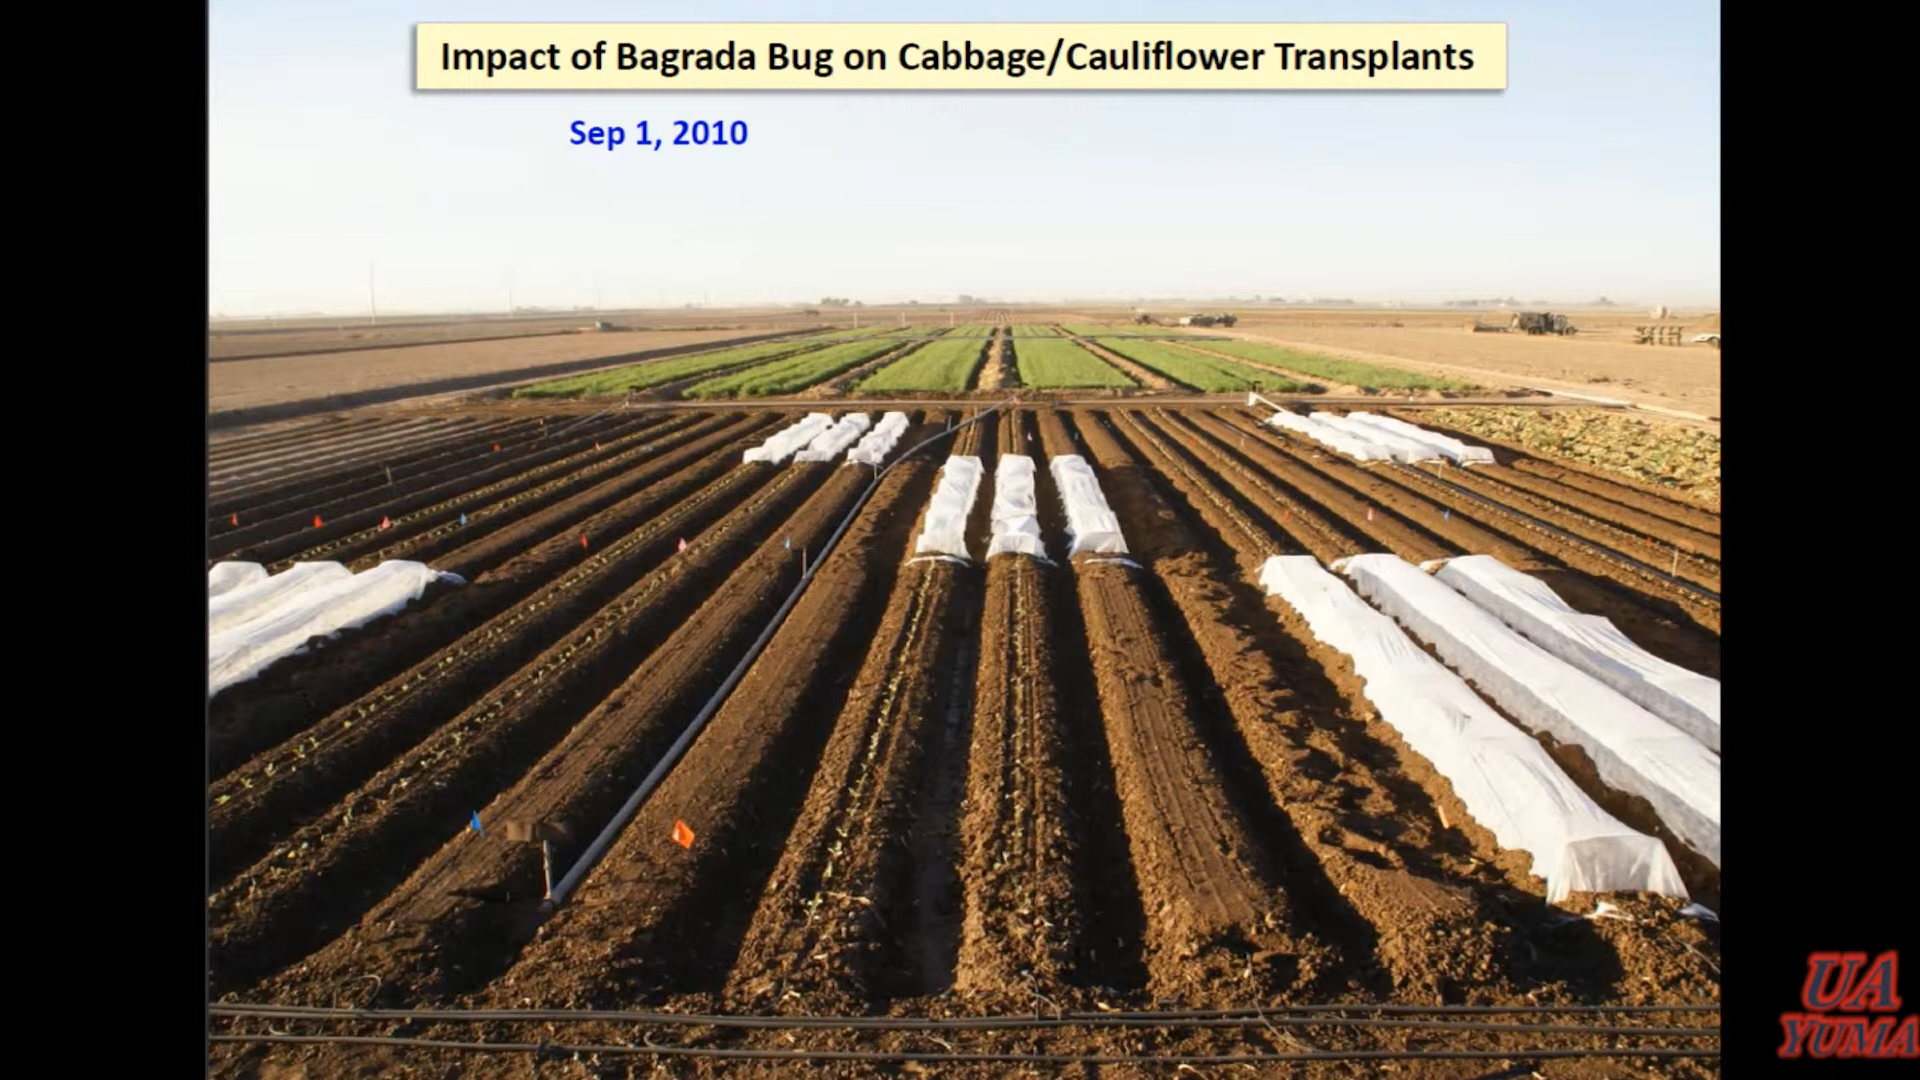 Impact of Bagrada Bug on Cabbage/Cauliflower Transplants
Sep 1, 2010
UA
YUMA